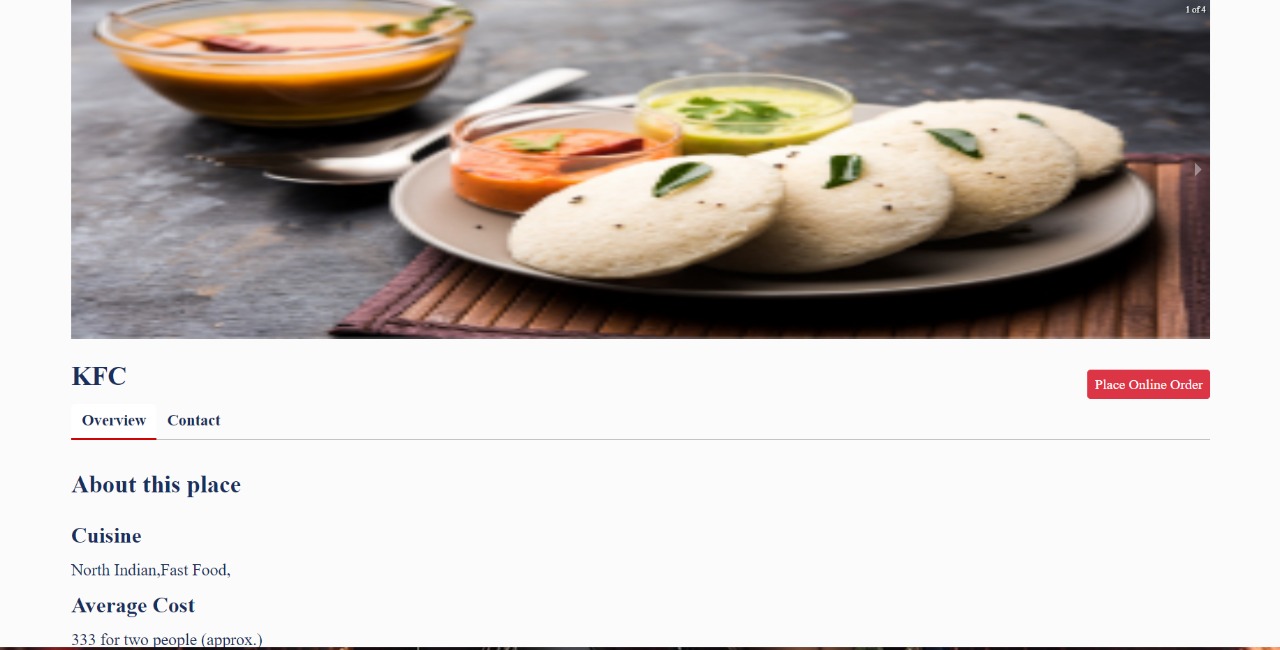 1 of 4
KFC
Place Online Order
Overview Contact
About this place
Cuisine
North Indian,Fast Food,
Average Cost
333 for two people (approx.)